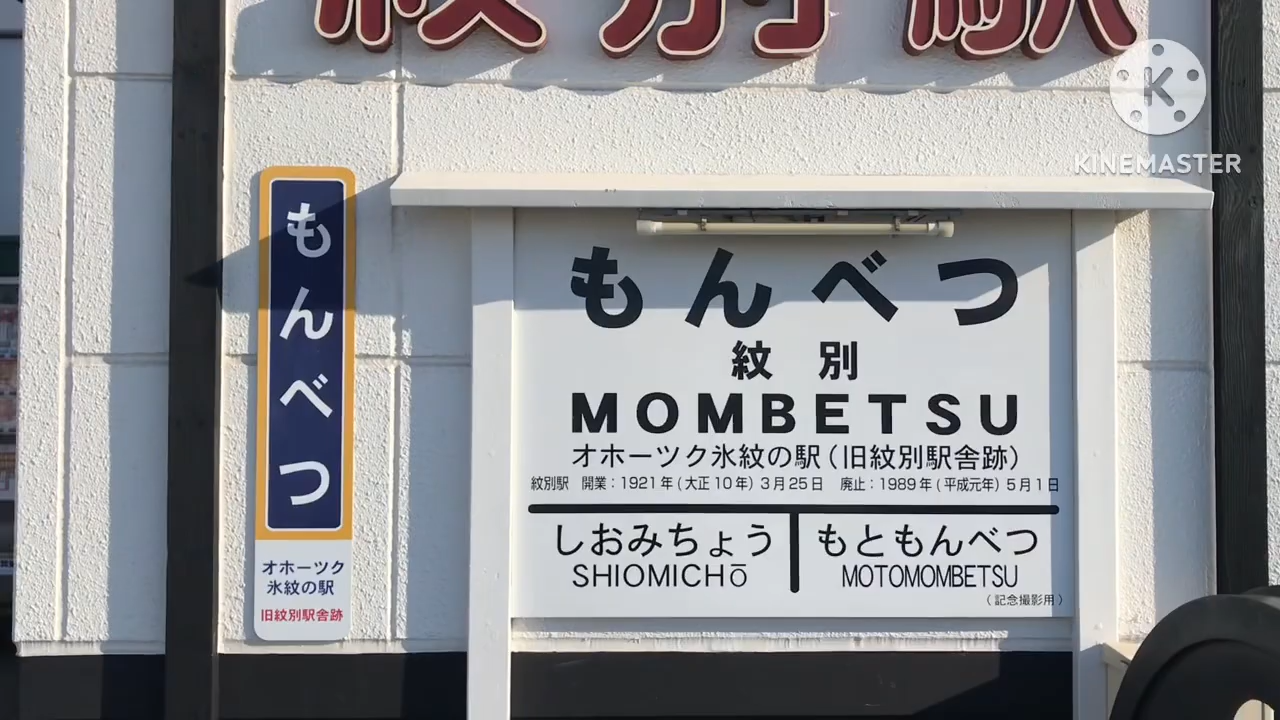 紋別駅
K
KINEMASTER
もんべつ
オホーツク
氷紋の駅
旧紋別駅舎跡
もんべつ
紋別
MOMBETSU
オホーツク氷紋の駅(旧紋別駅舎跡)
紋別駅 開業:1921年(大正10年)3月25日 廃止:1989年(平成元年)5月1日
しおみちょう もともんべつ
SHIOMICHŌ MOTOMOMBETSU
(記念撮影用)